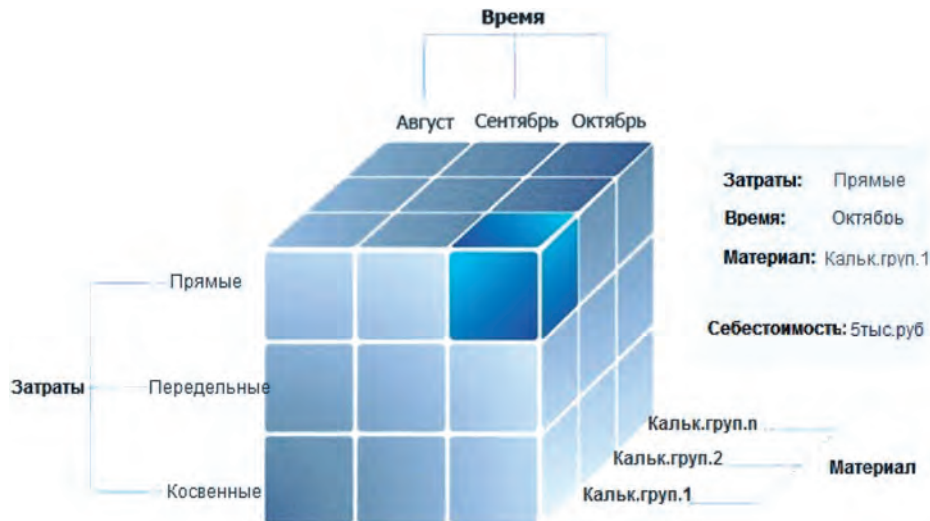 Время
Август Сентябрь Октябрь
Затраты: Прямые
Время: Октябрь
Материал: Кальк.груп.1
Себестоимость: 5тыс.руб
Прямые
Затраты
Передельные
Косвенные
Кальк.груп.n
Кальк.груп.2
Кальк.груп.1
Материал